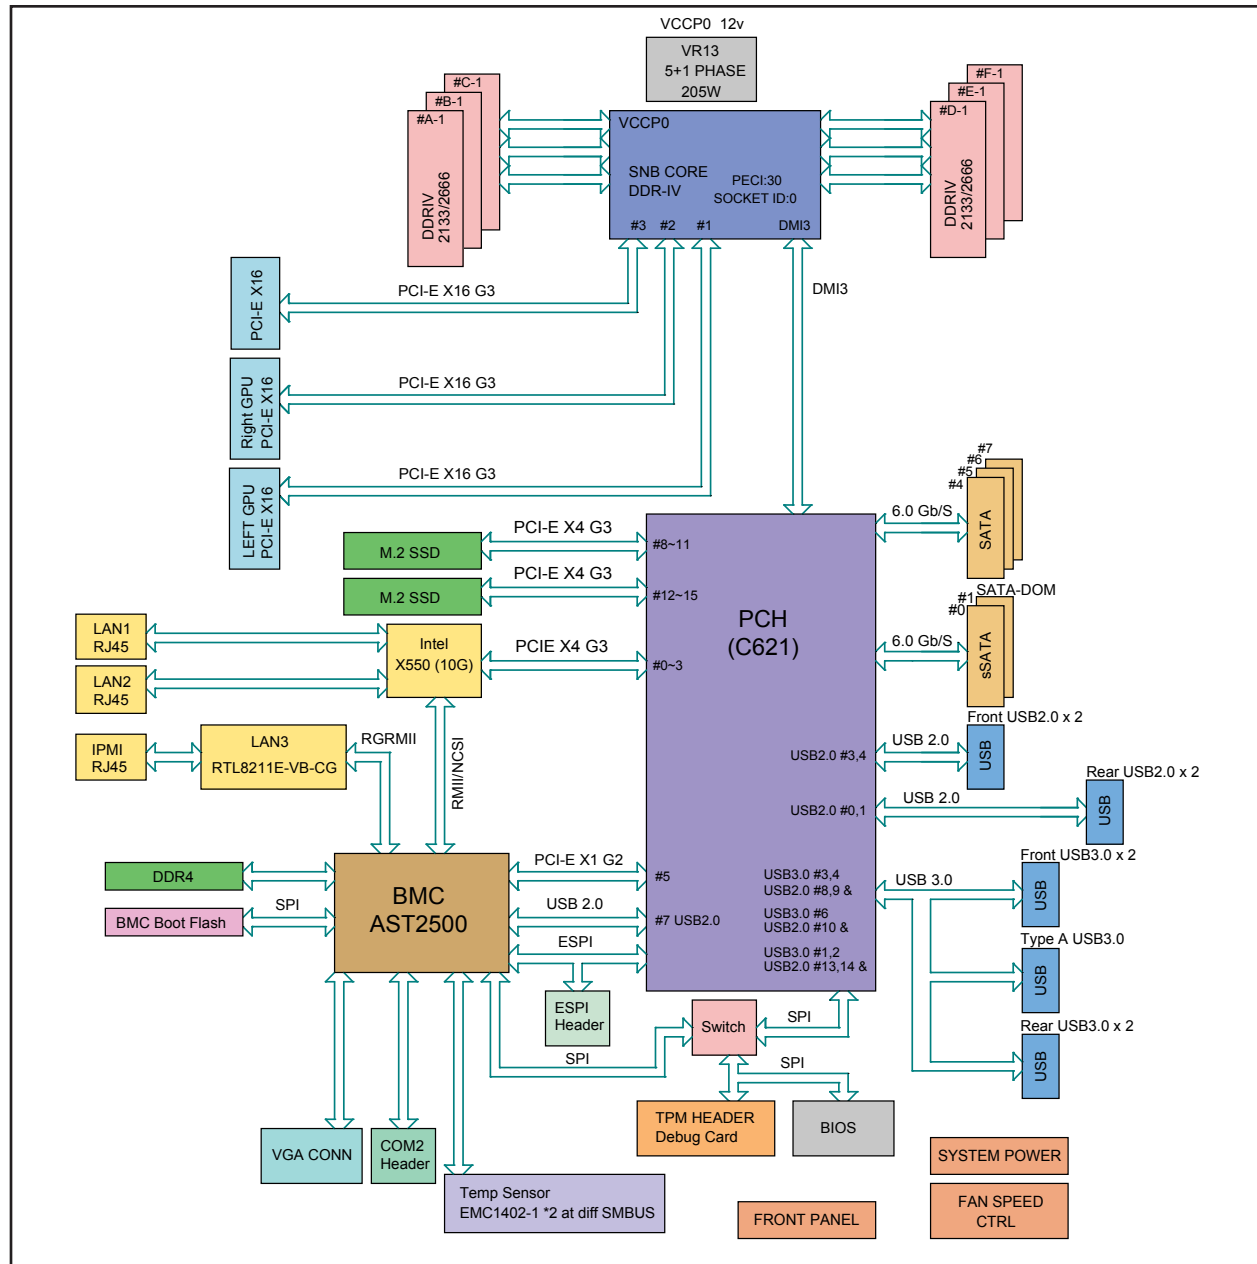 VCCP0 12v
VR13
5+1 PHASE
205W
#C-1
#B-1
#A-1
DDRIV
2133/2666
#F-1
#E-1
#D-1
DDRIV
2133/2666
VCCP0
SNB CORE
DDR-IV
PECI:30
SOCKET ID:0
#3
#2
#1
DMI3
PCI-E X16
PCI-E X16 G3
DMI3
Right GPU
PCI-E X16
PCI-E X16 G3
LEFT GPU
PCI-E X16
PCI-E X16 G3
#7
#6
#5
#4
SATA
6.0 Gb/S
M.2 SSD
PCI-E X4 G3
#8~11
M.2 SSD
PCI-E X4 G3
#12~15
PCH
(C621)
SATA-DOM
#1
#0
sSATA
6.0 Gb/S
LAN1
RJ45
LAN2
RJ45
Intel
X550 (10G)
PCIE X4 G3
#0~3
IPMI
RJ45
LAN3
RTL8211E-VB-CG
RGRMII
RMII/NCSI
USB2.0 #3,4
USB 2.0
Front USB2.0 x 2
USB
USB2.0 #0,1
USB 2.0
Rear USB2.0 x 2
USB
DDR4
BMC Boot Flash
SPI
BMC
AST2500
PCI-E X1 G2
#5
USB 2.0
#7 USB2.0
ESPI
ESPI
Header
USB3.0 #3,4
USB2.0 #8,9 &
USB3.0 #6
USB2.0 #10 &
USB3.0 #1,2
USB2.0 #13,14 &
USB 3.0
Front USB3.0 x 2
USB
Type A USB3.0
USB
Rear USB3.0 x 2
USB
Switch
SPI
SPI
SPI
TPM HEADER
Debug Card
BIOS
VGA CONN
COM2
Header
Temp Sensor
EMC1402-1 *2 at diff SMBUS
FRONT PANEL
SYSTEM POWER
FAN SPEED
CTRL